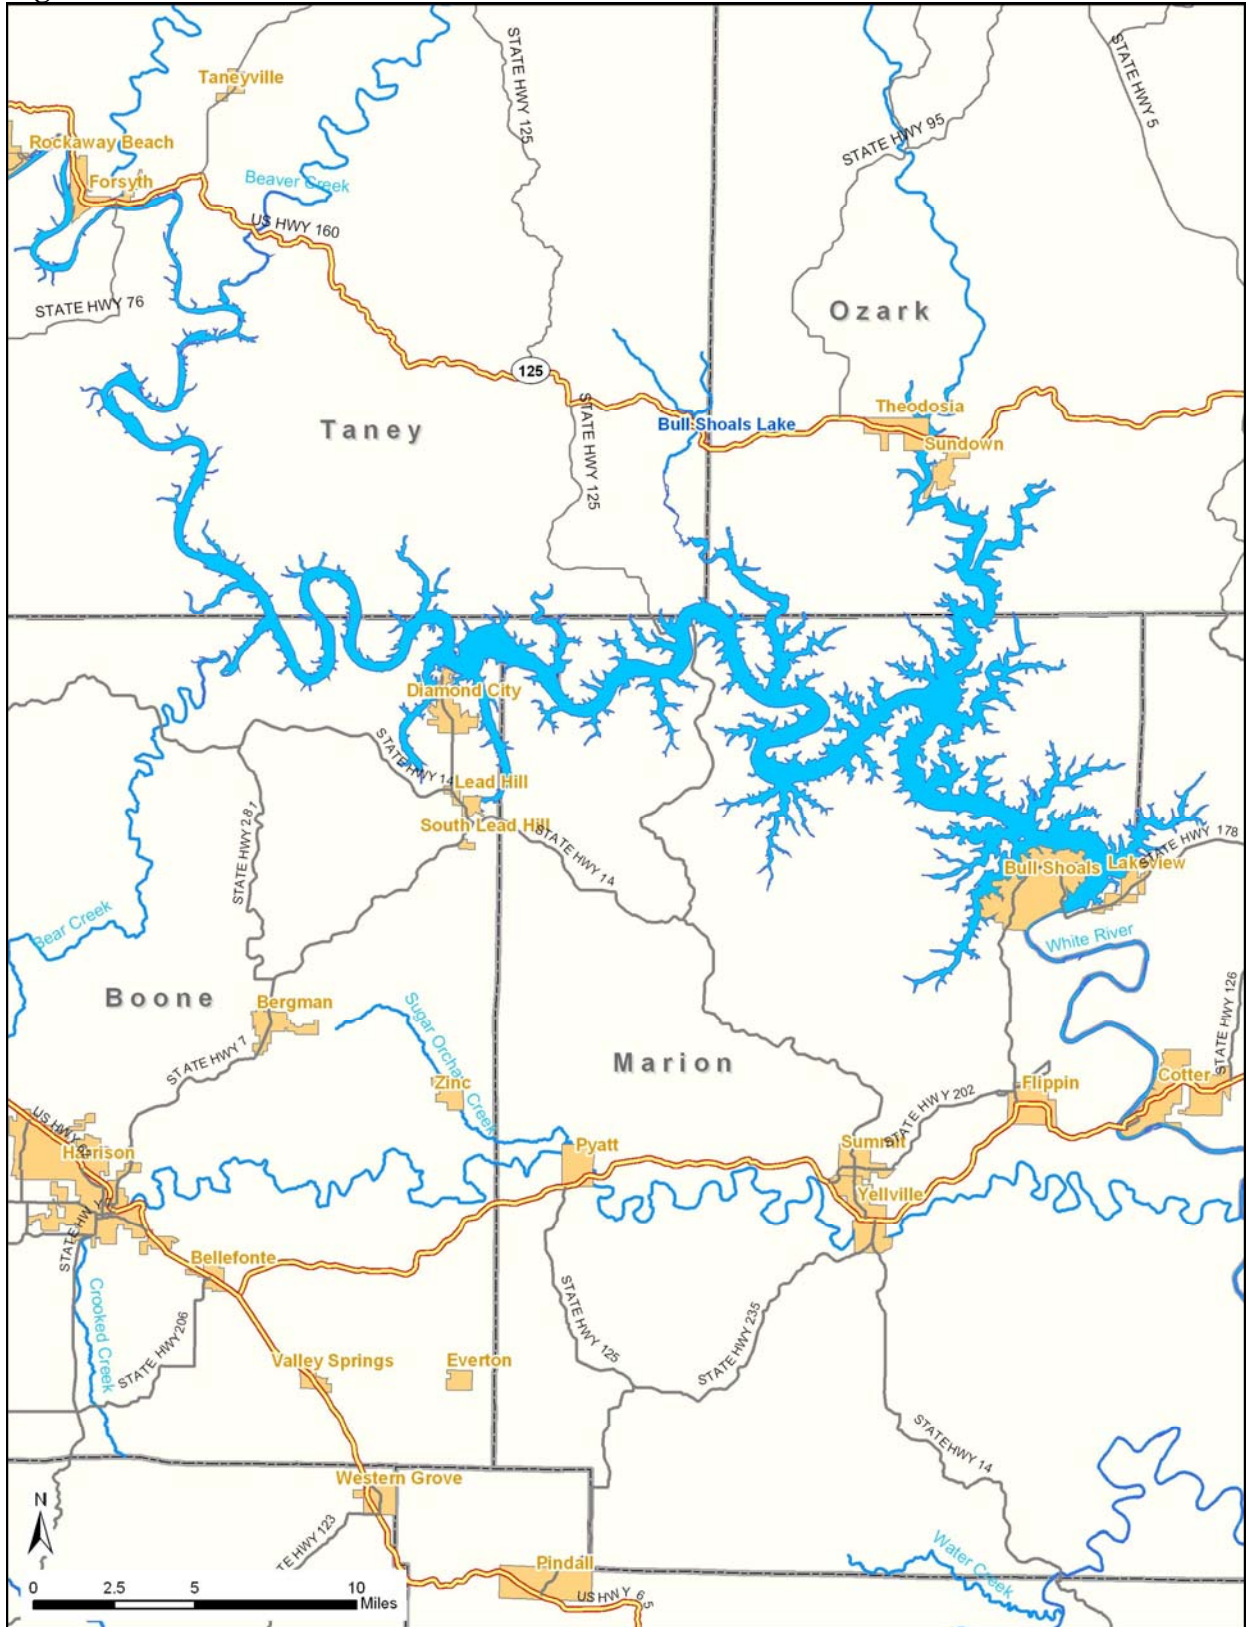 Taneyville
STATE HWY 125
STATE HWY 5
Rockaway Beach
STATE HWY 95
Forsyth
Beaver Creek
US HWY 160
STATE HWY 76
Ozark
125
Theodosia
Taney
Bull Shoals Lake
Sundown
STATE HWY 125
Diamond City
STATE HWY 14
Lead Hill
South Lead Hill
STATE HWY 281
STATE HWY 14
STATE HWY 178
Bull Shoals
Lakeview
Bear Creek
White River
Boone
Bergman
Sugar Orchard Creek
STATE HWY 126
STATE HWY 7
Marion
Zinc
Flippin
Cotter
STATE HWY 202
US HWY 6
Harrison
Pyatt
Summit
Yellville
STATE HW
Bellefonte
Crooked Creek
STATE HWY 206
STATE HWY 125
STATE HWY 235
Valley Springs
Everton
STATE HWY 14
Western Grove
N
TE HWY 123
Pindall
Water Creek
US HWY 65
0 2.5 5 10
Miles